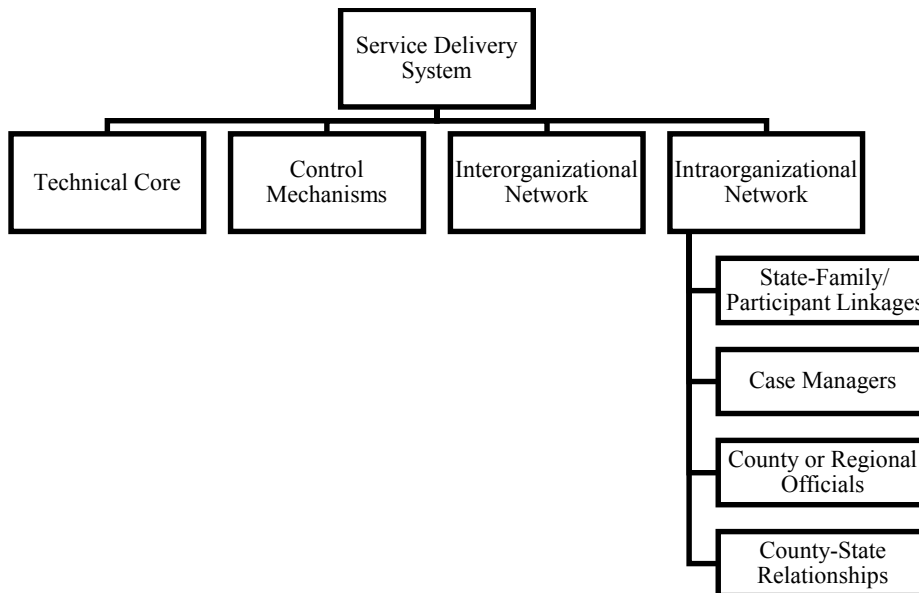 Service Delivery
System
Technical Core
Control
Mechanisms
Interorganizational
Network
Intraorganizational
Network
State-Family/
Participant Linkages
Case Managers
County or Regional
Officials
County-State
Relationships